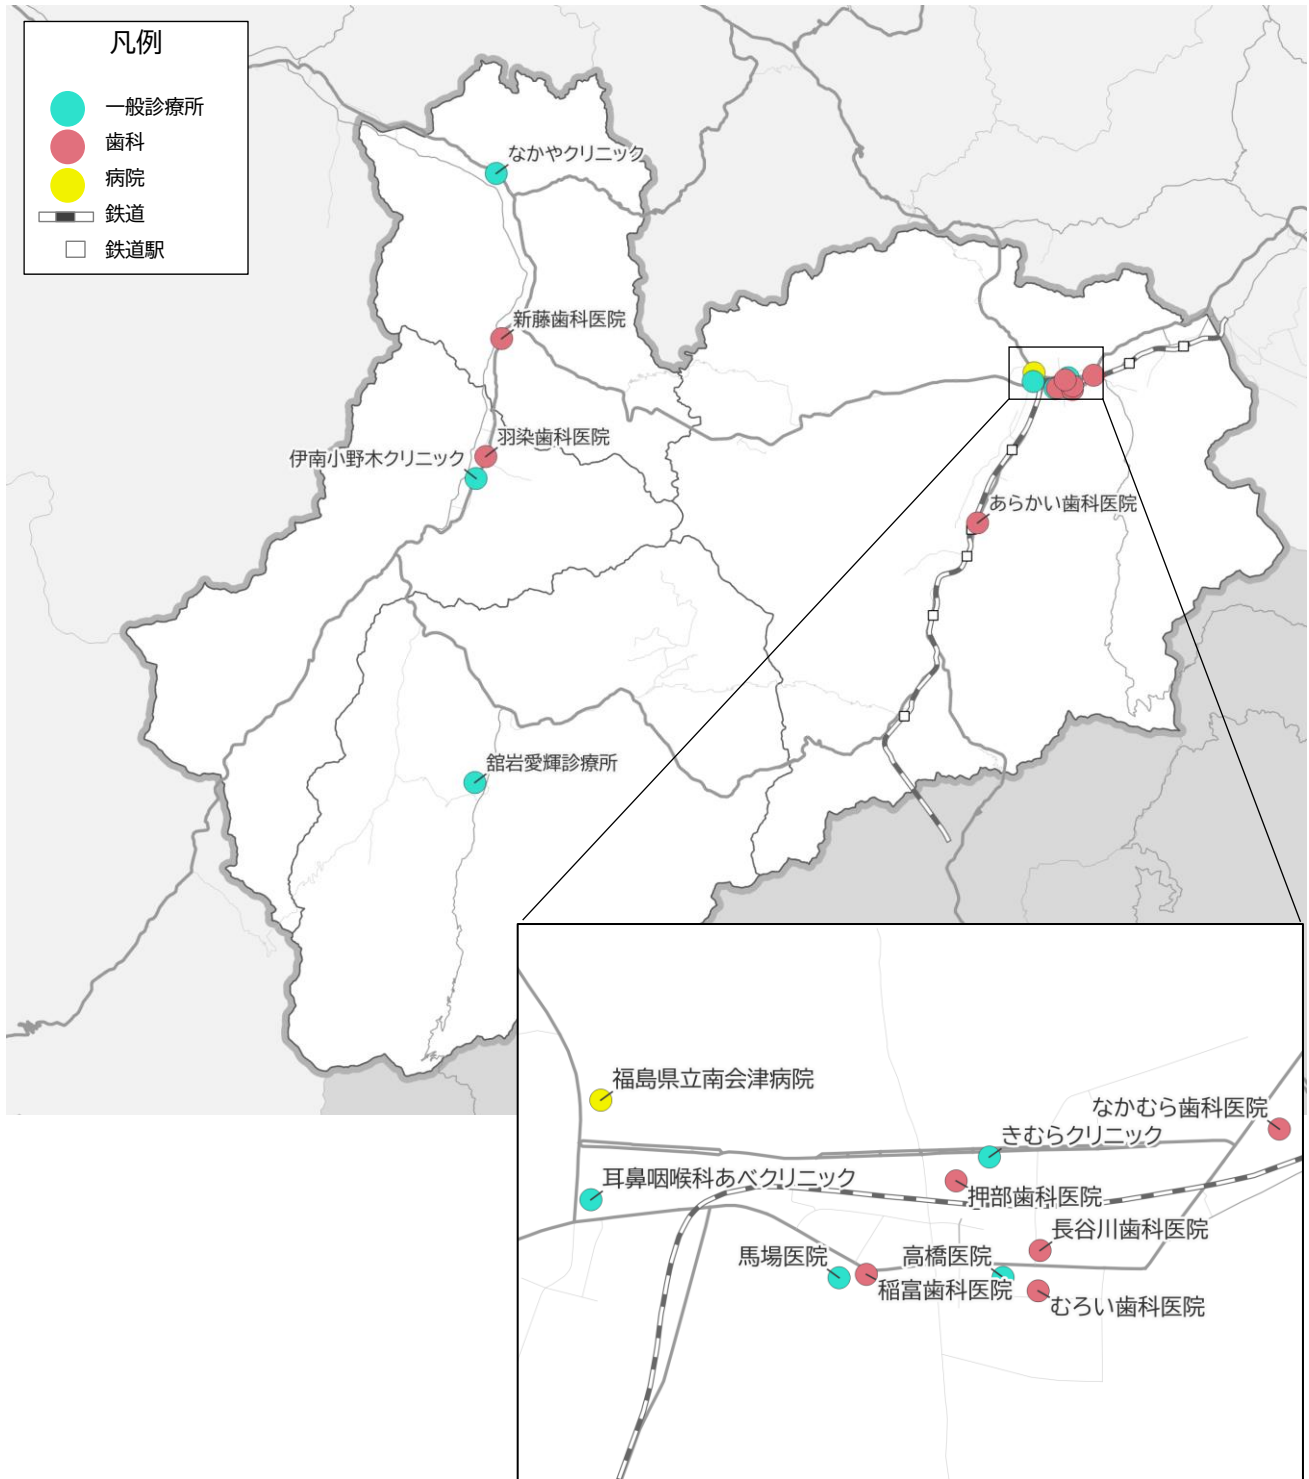 凡例
一般診療所
歯科
病院
鉄道
鉄道駅
なかやクリニック
新藤歯科医院
羽染歯科医院
伊南小野木クリニック
あらかい歯科医院
舘岩愛輝診療所
福島県立南会津病院
なかむら歯科医院
きむらクリニック
耳鼻咽喉科あべクリニック
押部歯科医院
長谷川歯科医院
馬場医院
高橋医院
稲富歯科医院
むろい歯科医院